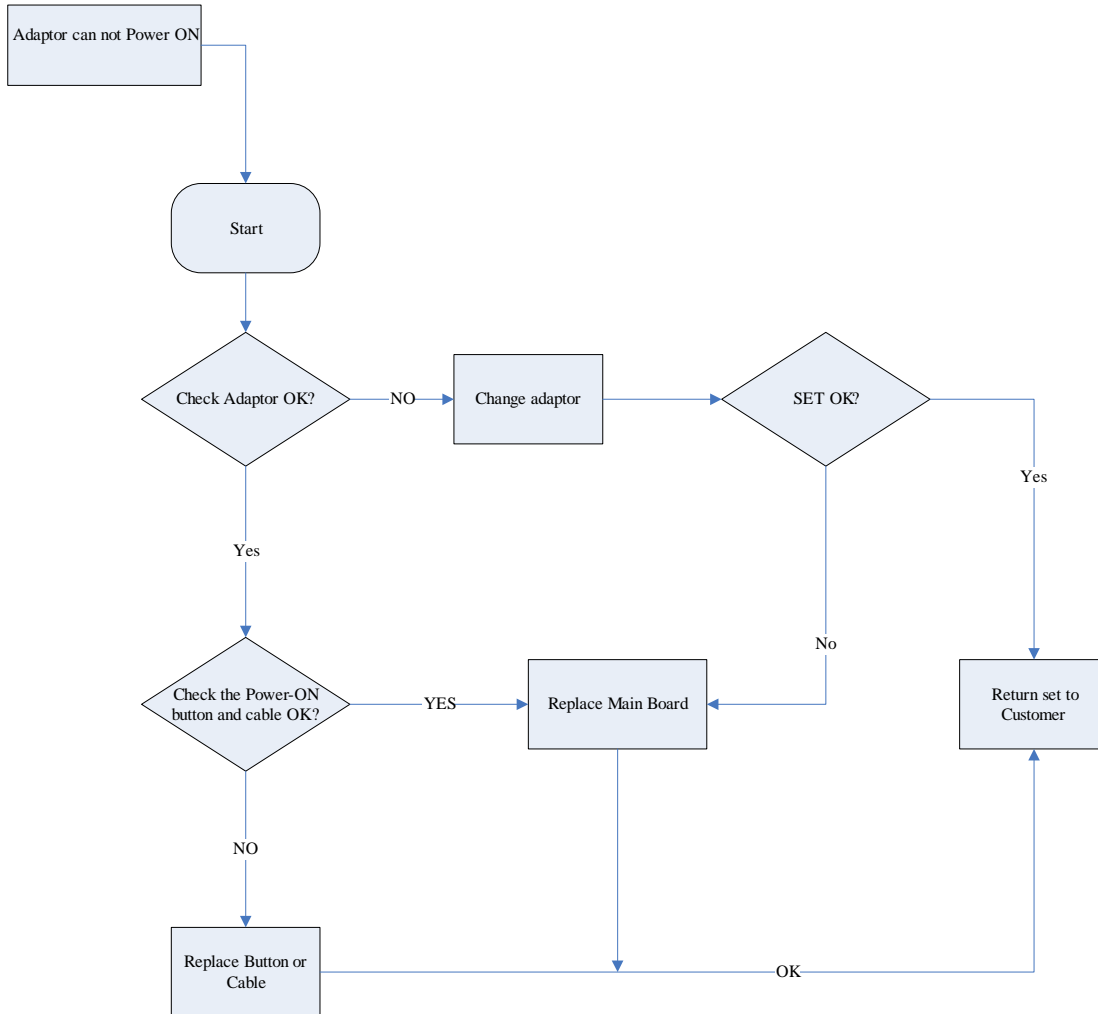 Adaptor can not Power ON
Start
Check Adaptor OK?
NO
Change adaptor
SET OK?
Yes
Yes
No
Check the Power-ON
button and cable OK?
YES
Replace Main Board
Return set to
Customer
NO
Replace Button or
Cable
OK